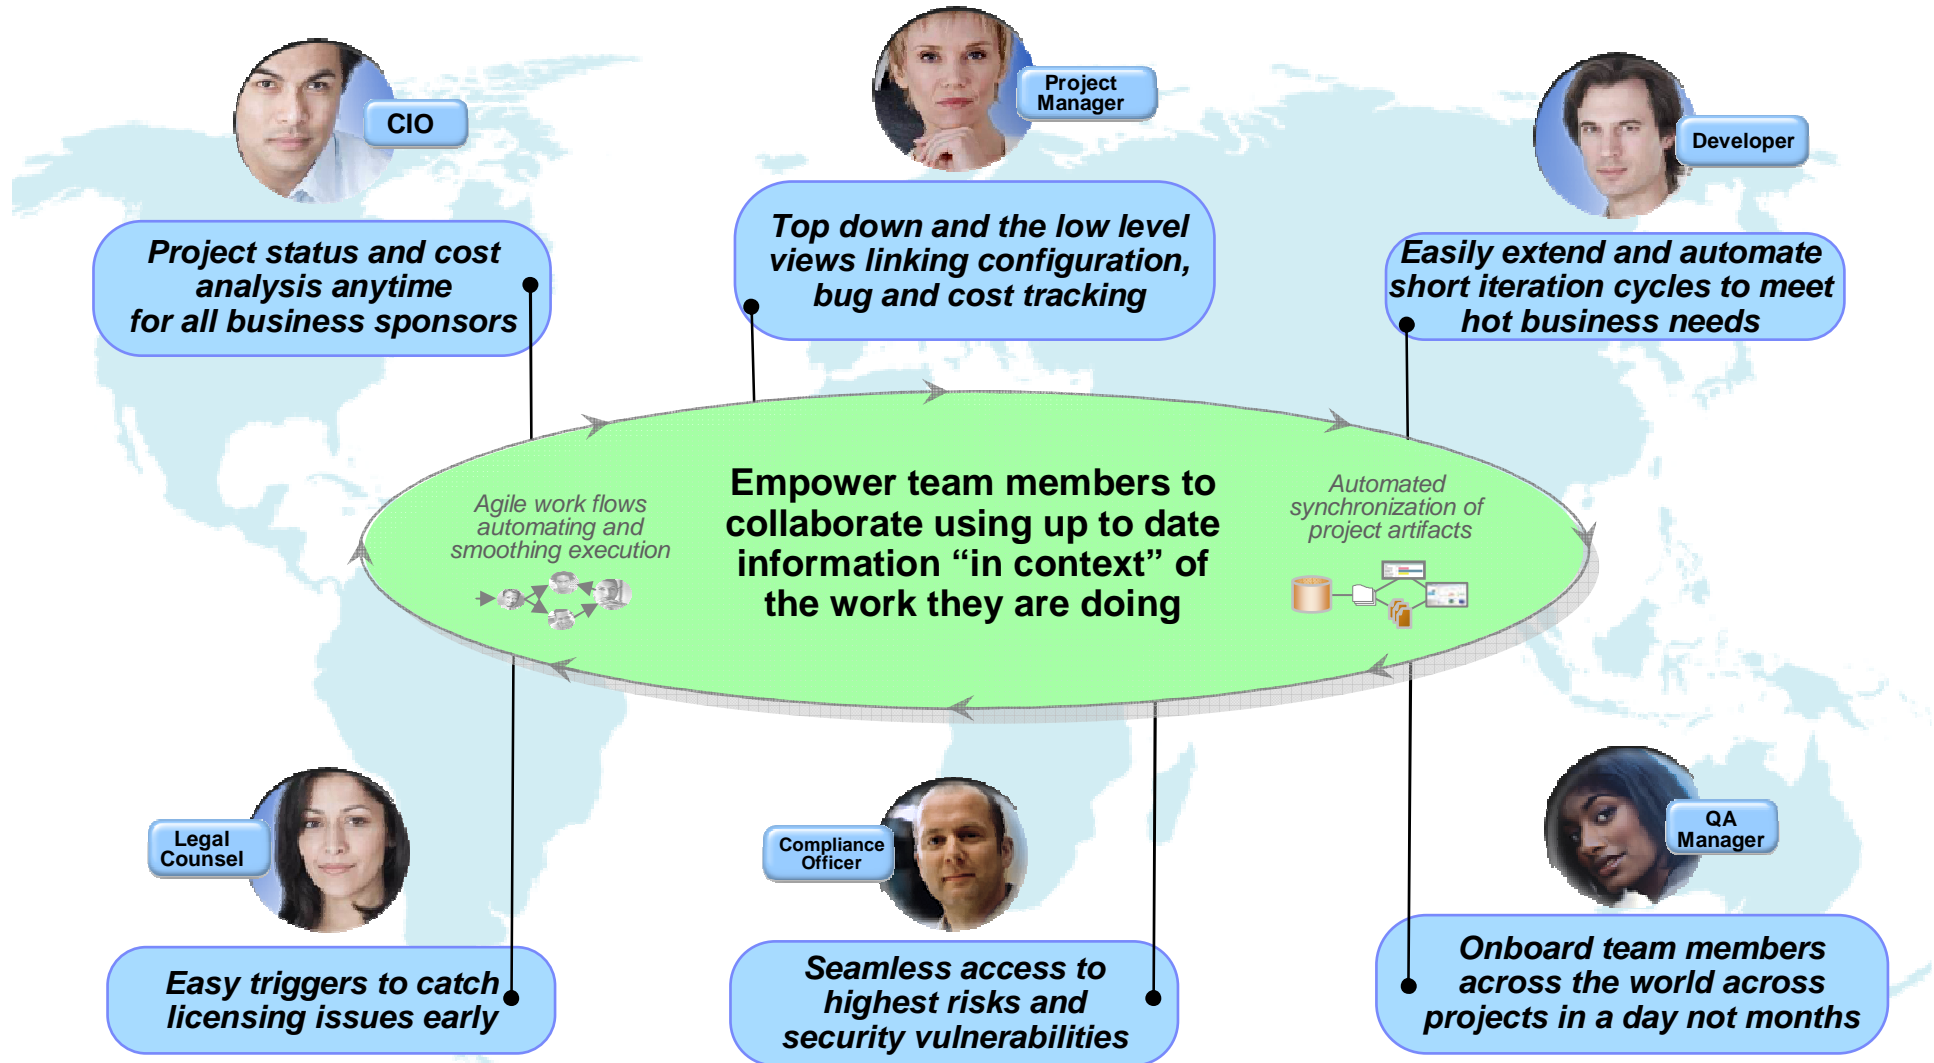 CIO
Project status and cost
analysis anytime
for all business sponsors
Project
Manager
Top down and the low level
views linking configuration,
bug and cost tracking
Developer
Easily extend and automate
short iteration cycles to meet
hot business needs
Agile work flows
automating and
smoothing execution
Empower team members to
collaborate using up to date
information “in context” of
the work they are doing
Automated
synchronization of
project artifacts
Legal
Counsel
Easy triggers to catch
licensing issues early
Compliance
Officer
Seamless access to
highest risks and
security vulnerabilities
QA
Manager
Onboard team members
across the world across
projects in a day not months